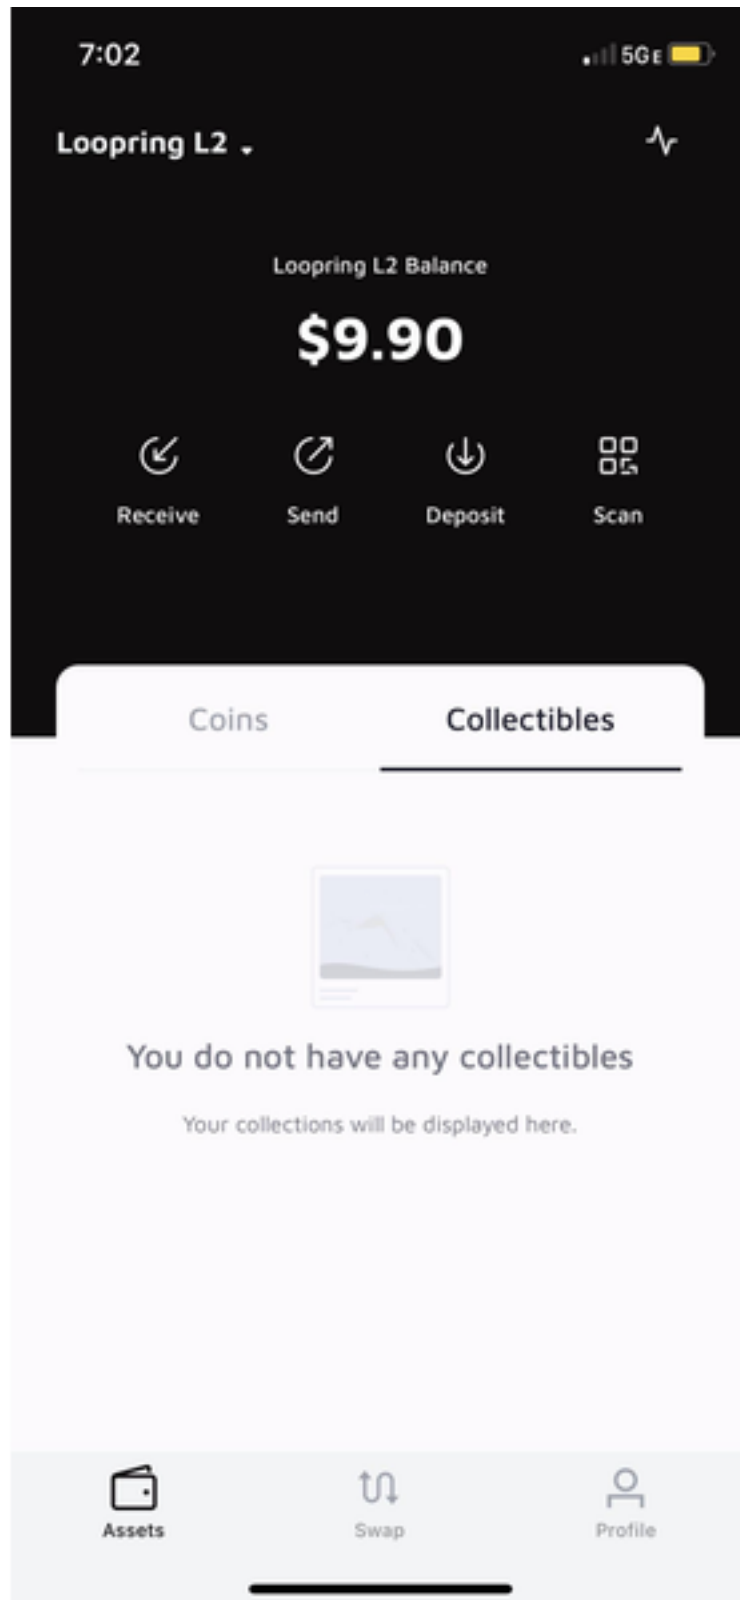 7:02
5GE
Loopring L2
Loopring L2 Balance
$9.90
Receive Send Deposit Scan
Coins Collectibles
You do not have any collectibles
Your collections will be displayed here.
Assets Swap Profile